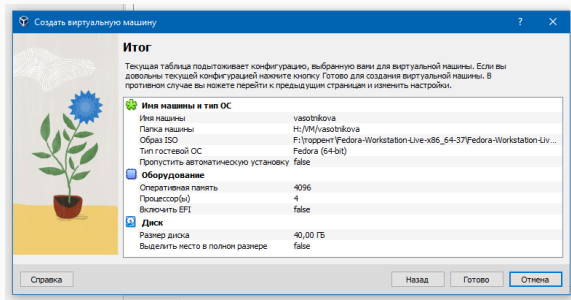 Создать виртуальную машину
Итог
Текущая таблица подытоживает конфигурацию, выбранную вами для виртуальной машины. Если вы
довольны текущей конфигурацией нажмите кнопку Готово для создания виртуальной машины. В
противном случае вы можете перейти к предыдущим страницам и изменить настройки.
Имя машины и тип ОС
Имя машины vasotnikova
Папка машины H:/VM/vasotnikova
Образ ISO F:\торрент\Fedora-Workstation-Live-x86_64-37\Fedora-Workstation-Liv...
Тип гостевой ОС Fedora (64-bit)
Пропустить автоматическую установку false
Оборудование
Оперативная память 4096
Процессор(ы) 4
Включить EFI false
Диск
Размер диска 40,00 ГБ
Выделить место в полном размере false
Справка Назад Готово Отмена